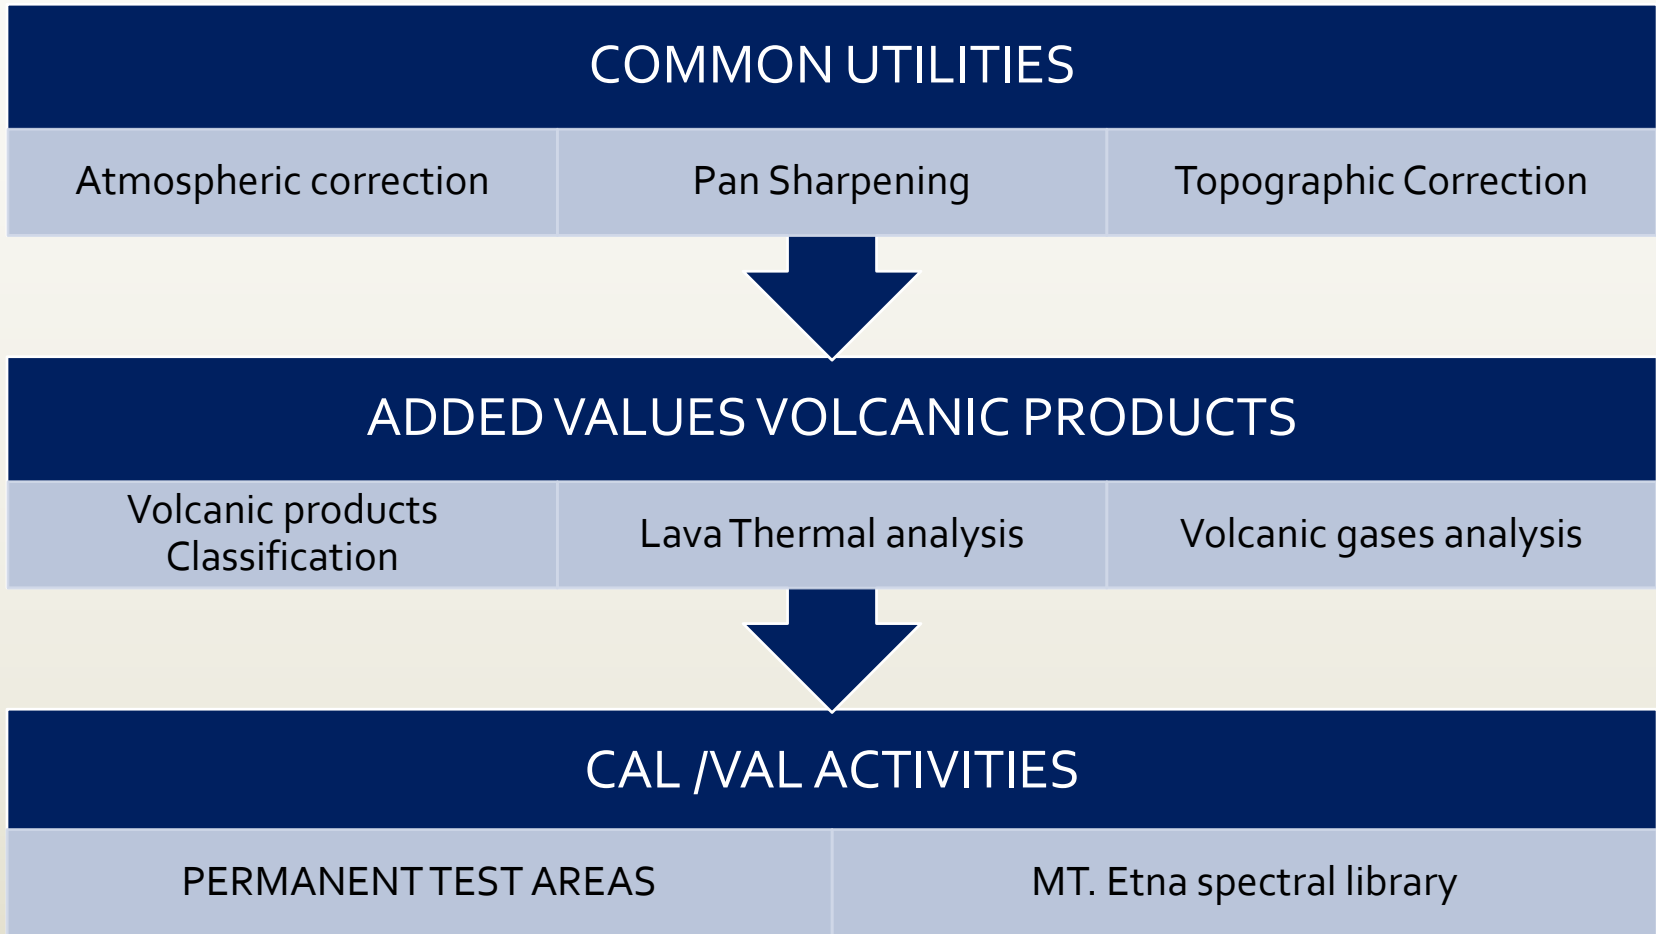 COMMON UTILITIES
Atmospheric correction
Pan Sharpening
Topographic Correction
ADDED VALUES VOLCANIC PRODUCTS
Volcanic products
Classification
Lava Thermal analysis
Volcanic gases analysis
CAL /VAL ACTIVITIES
PERMANENT TEST AREAS
MT. Etna spectral library